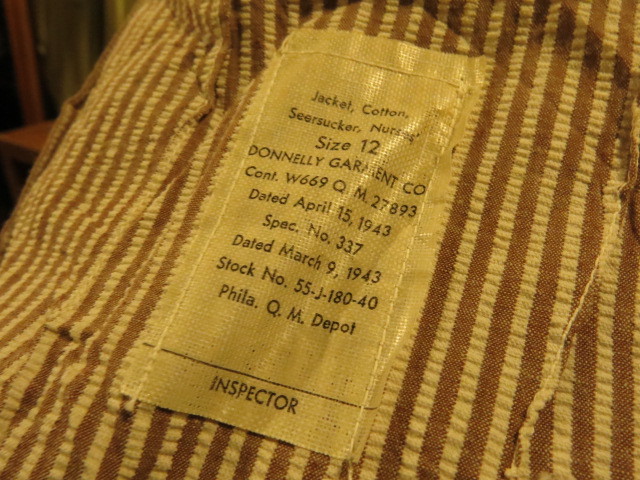 Jacket, Cotton,
Seersucker, Nurses'
Size 12
DONNELLY GARMENT CO
Cont. W669 Q. M. 27893
Dated April 15, 1943
Spec. No. 337
Dated March 9, 1943
Stock No. 55-J-180-40
Phila. Q. M. Depot
INSPECTOR